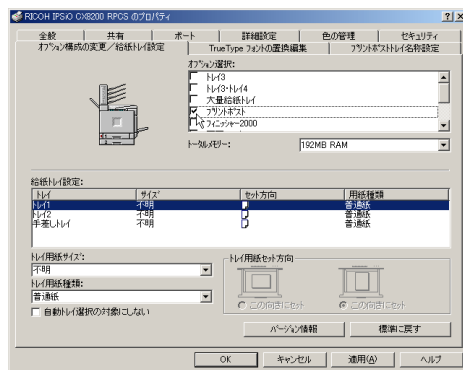 RICOH IPSiO CX8200 RPCS のプロパティ
全般 共有 ポート 詳細設定 色の管理 セキュリティ
オプション構成の変更/給紙トレイ設定 TrueType フォントの置換編集 プリントポストトレイ名称設定
オプション選択:
トレイ3
トレイ3・トレイ4
大量給紙トレイ
プリントポスト
フィニッシャー2000
トータルメモリー: 192MB RAM
給紙トレイ設定:
トレイ サイズ セット方向 用紙種類
トレイ1 不明 普通紙
トレイ2 不明 普通紙
手差しトレイ 不明 普通紙
トレイ用紙サイズ:
不明
トレイ用紙種類:
普通紙
自動トレイ選択の対象にしない
トレイ用紙セット方向
この向きにセット この向きにセット
バージョン情報 標準に戻す
OK キャンセル 適用(A) ヘルプ